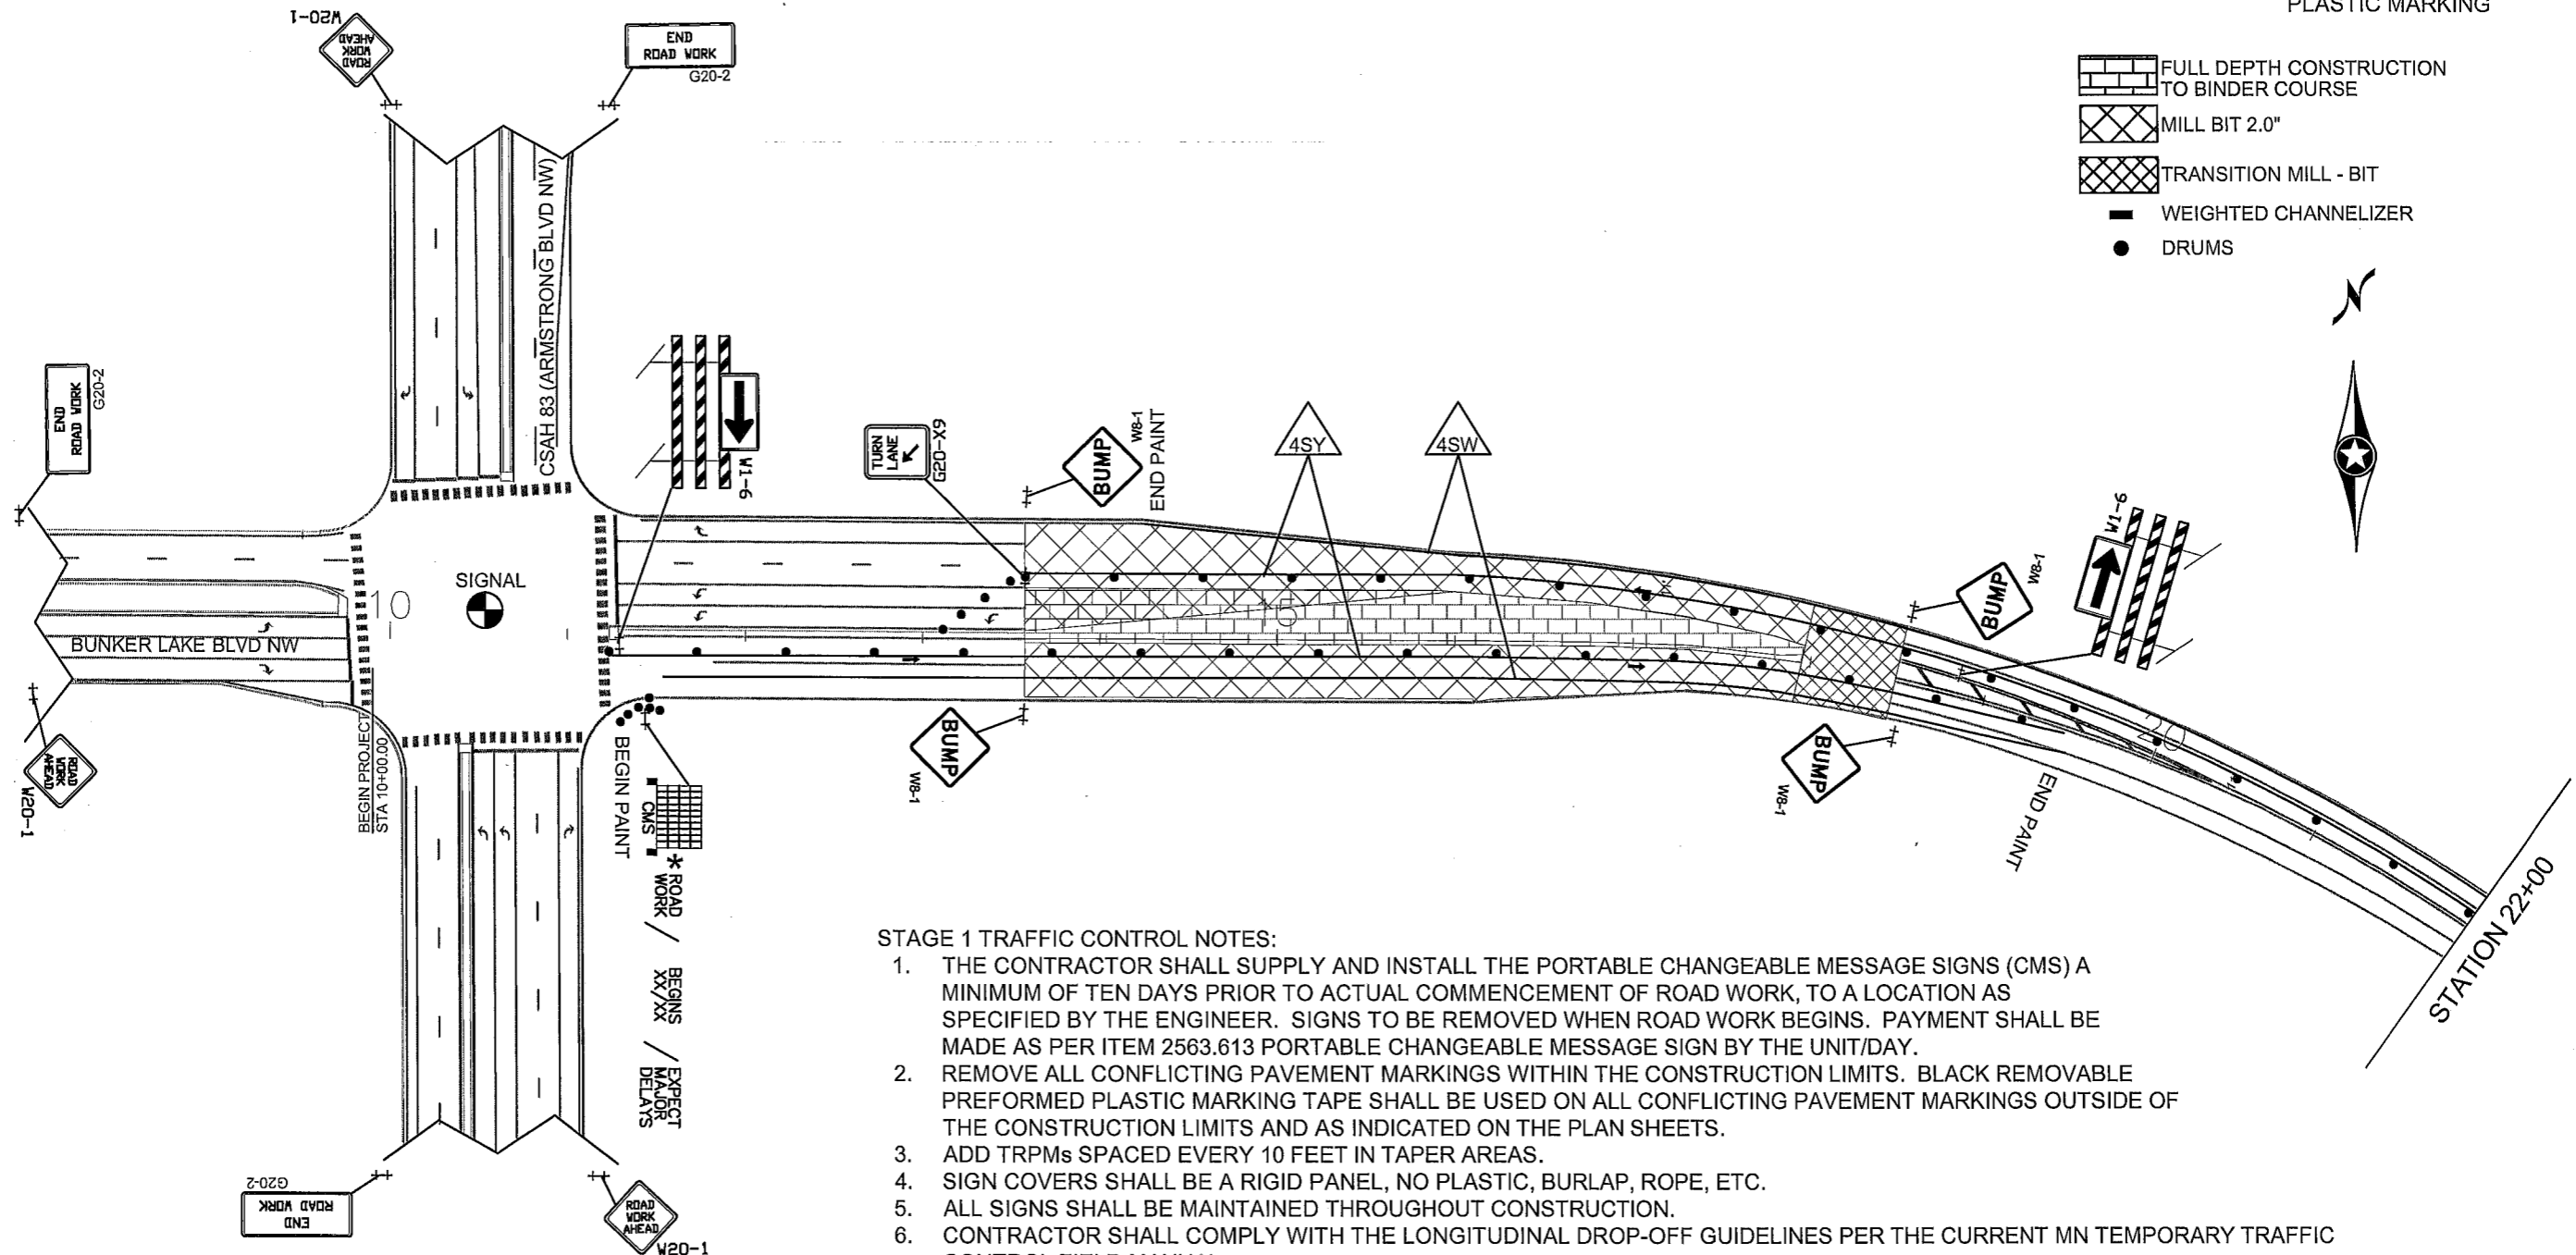 PLASTIC MARKING
FULL DEPTH CONSTRUCTION
TO BINDER COURSE
MILL BIT 2.0"
TRANSITION MILL - BIT
WEIGHTED CHANNELIZER
DRUMS
N
W20-1
ROAD
WORK
AHEAD
END
ROAD WORK
G20-2
CSAH 83 (ARMSTRONG BLVD NW)
END
ROAD WORK
G20-2
W1-6
TURN
LANE
G20-X9
BUMP
W8-1
END PAINT
4SY
4SW
W1-6
BUMP
W8-1
SIGNAL
10
15
20
BUNKER LAKE BLVD NW
ROAD
WORK
AHEAD
W20-1
BEGIN PROJECT
STA 10+00.00
BEGIN PAINT
CMS
*ROAD
WORK
/
BEGINS
XX/XX
/
EXPECT
MAJOR
DELAYS
BUMP
W8-1
BUMP
W8-1
END PAINT
STATION 22+00
G20-2
END
ROAD WORK
ROAD
WORK
AHEAD
W20-1
STAGE 1 TRAFFIC CONTROL NOTES:
1. THE CONTRACTOR SHALL SUPPLY AND INSTALL THE PORTABLE CHANGEABLE MESSAGE SIGNS (CMS) A
MINIMUM OF TEN DAYS PRIOR TO ACTUAL COMMENCEMENT OF ROAD WORK, TO A LOCATION AS
SPECIFIED BY THE ENGINEER. SIGNS TO BE REMOVED WHEN ROAD WORK BEGINS. PAYMENT SHALL BE
MADE AS PER ITEM 2563.613 PORTABLE CHANGEABLE MESSAGE SIGN BY THE UNIT/DAY.
2. REMOVE ALL CONFLICTING PAVEMENT MARKINGS WITHIN THE CONSTRUCTION LIMITS. BLACK REMOVABLE
PREFORMED PLASTIC MARKING TAPE SHALL BE USED ON ALL CONFLICTING PAVEMENT MARKINGS OUTSIDE OF
THE CONSTRUCTION LIMITS AND AS INDICATED ON THE PLAN SHEETS.
3. ADD TRPMs SPACED EVERY 10 FEET IN TAPER AREAS.
4. SIGN COVERS SHALL BE A RIGID PANEL, NO PLASTIC, BURLAP, ROPE, ETC.
5. ALL SIGNS SHALL BE MAINTAINED THROUGHOUT CONSTRUCTION.
6. CONTRACTOR SHALL COMPLY WITH THE LONGITUDINAL DROP-OFF GUIDELINES PER THE CURRENT MN TEMPORARY TRAFFIC